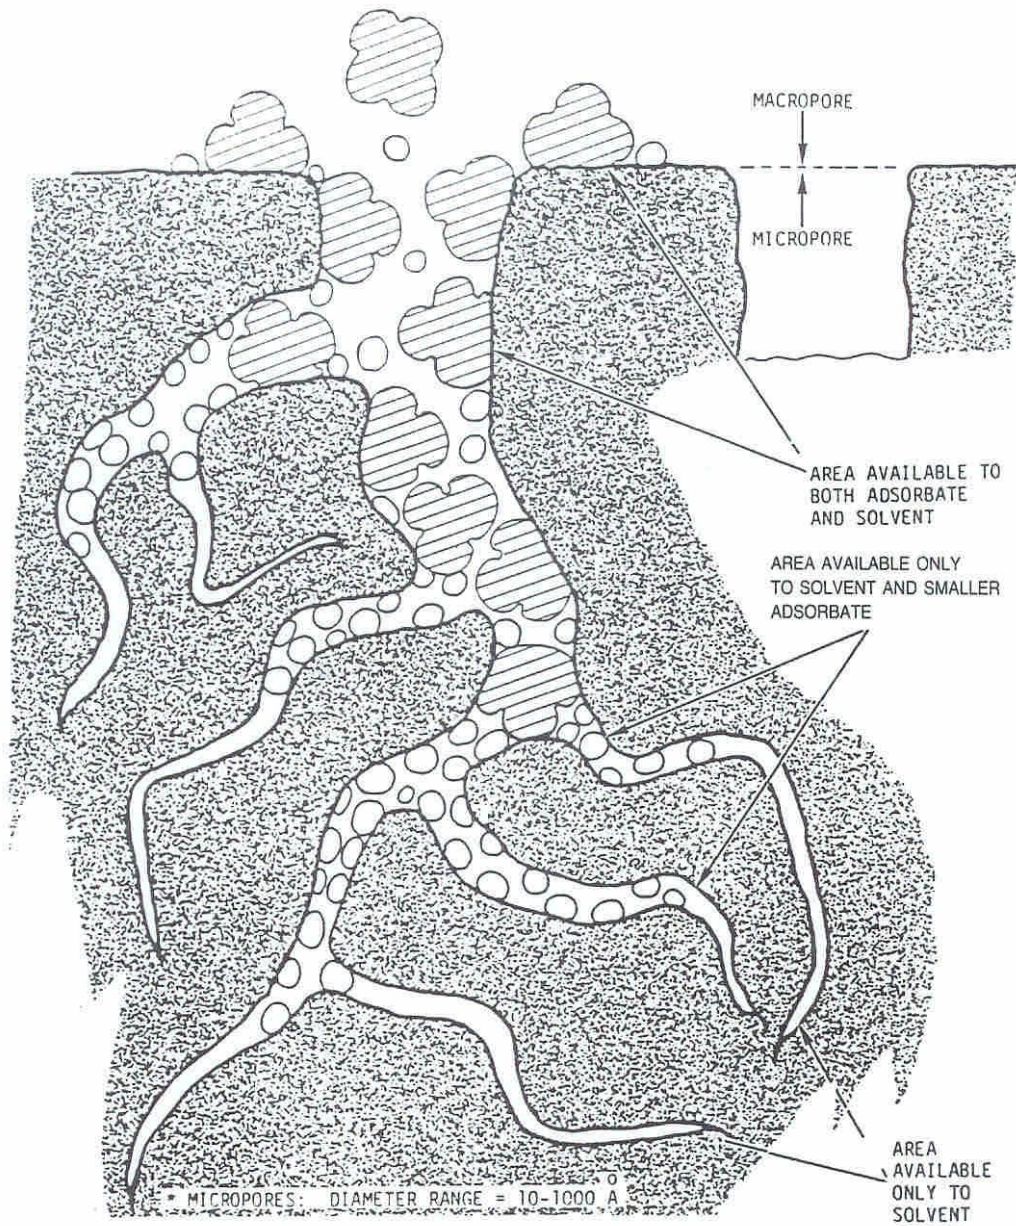 MACROPORE
MICROPORE
AREA AVAILABLE TO
BOTH ADSORBATE
AND SOLVENT
AREA AVAILABLE ONLY
TO SOLVENT AND SMALLER
ADSORBATE
AREA
AVAILABLE
ONLY TO
SOLVENT
* MICROPORES: DIAMETER RANGE = 10-1000 Å